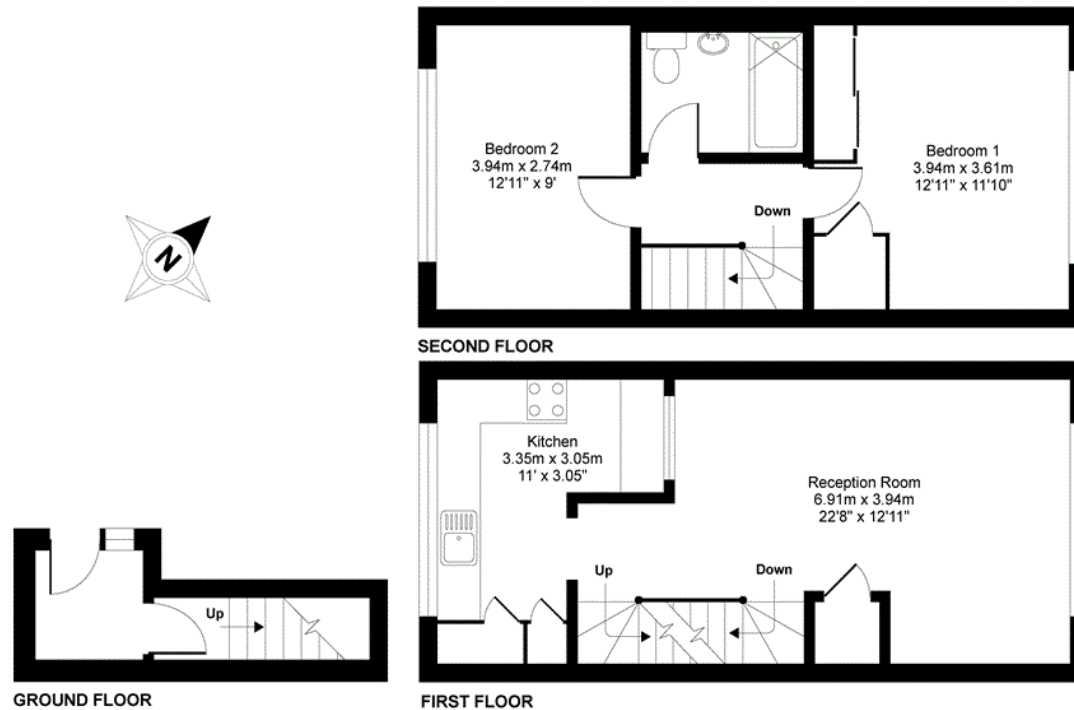 Bedroom 2
3.94m x 2.74m
12'11" x 9'
Bedroom 1
3.94m x 3.61m
12'11" x 11'10"
Down
N
SECOND FLOOR
Kitchen
3.35m x 3.05m
11' x 3.05"
Reception Room
6.91m x 3.94m
22'8" x 12'11"
Up
Down
Up
GROUND FLOOR
FIRST FLOOR